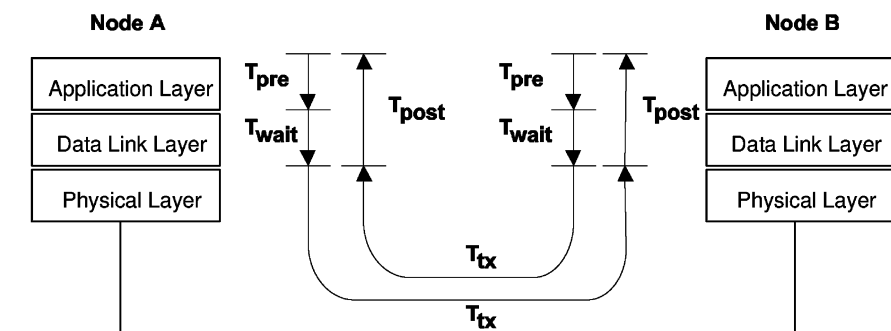 Node A
Node B
Application Layer
Data Link Layer
Physical Layer
Tpre
Twait
Tpost
Tpre
Twait
Tpost
Application Layer
Data Link Layer
Physical Layer
Ttx
Ttx